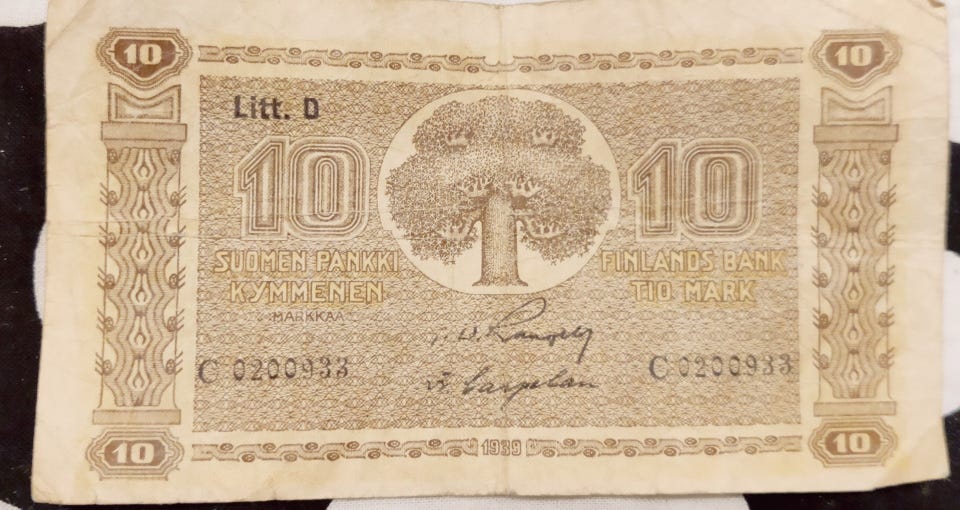 10 10
Litt. D
10 10
SUOMEN PANKKI FINLANDS BANK
KYMMENEN TIO MARK
MARKKAA
C 0200933 C 0200933
1939
10 10